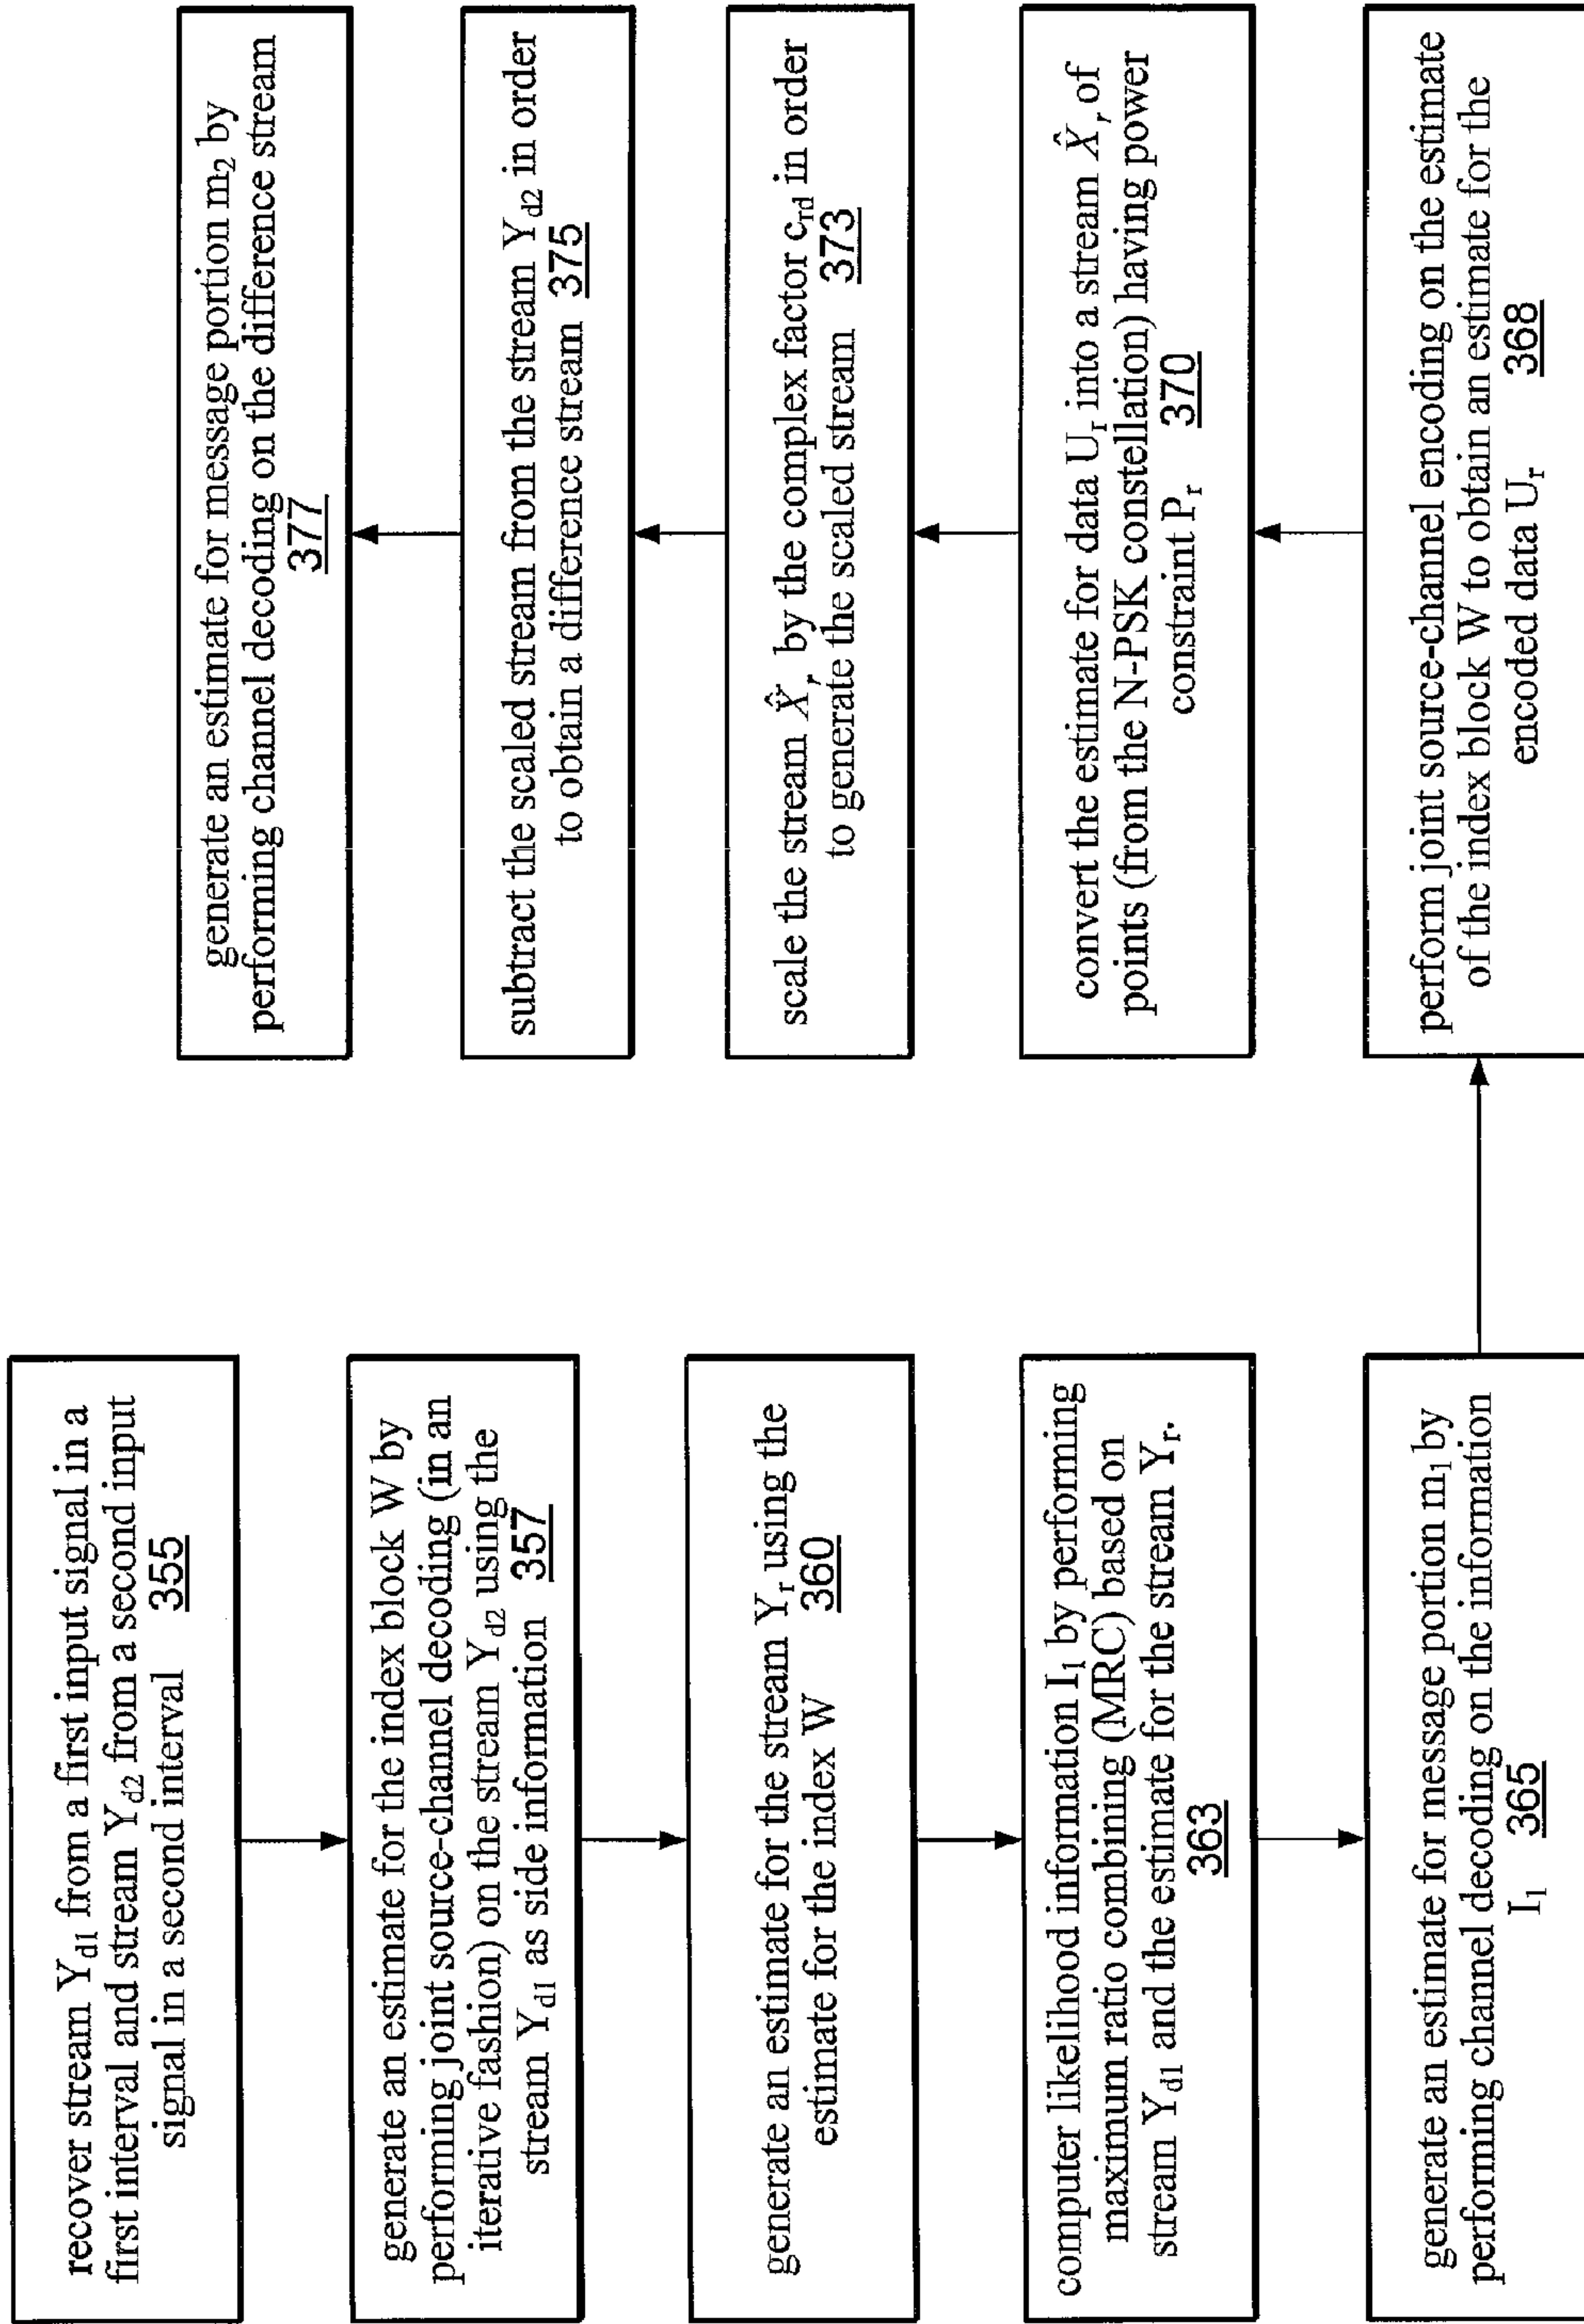 recover stream Y_d1 from a first input signal in a
first interval and stream Y_d2 from a second input
signal in a second interval 355
generate an estimate for the index block W by
performing joint source-channel decoding (in an
iterative fashion) on the stream Y_d2 using the
stream Y_d1 as side information 357
generate an estimate for the stream Y_r using the
estimate for the index W 360
computer likelihood information I_1 by performing
maximum ratio combining (MRC) based on
stream Y_d1 and the estimate for the stream Y_r.
363
generate an estimate for message portion m_1 by
performing channel decoding on the information
I_1 365
perform joint source-channel encoding on the estimate
of the index block W to obtain an estimate for the
encoded data U_r 368
convert the estimate for data U_r into a stream X̂_r of
points (from the N-PSK constellation) having power
constraint P_r 370
scale the stream X̂_r by the complex factor c_rd in order
to generate the scaled stream 373
subtract the scaled stream from the stream Y_d2 in order
to obtain a difference stream 375
generate an estimate for message portion m_2 by
performing channel decoding on the difference stream
377